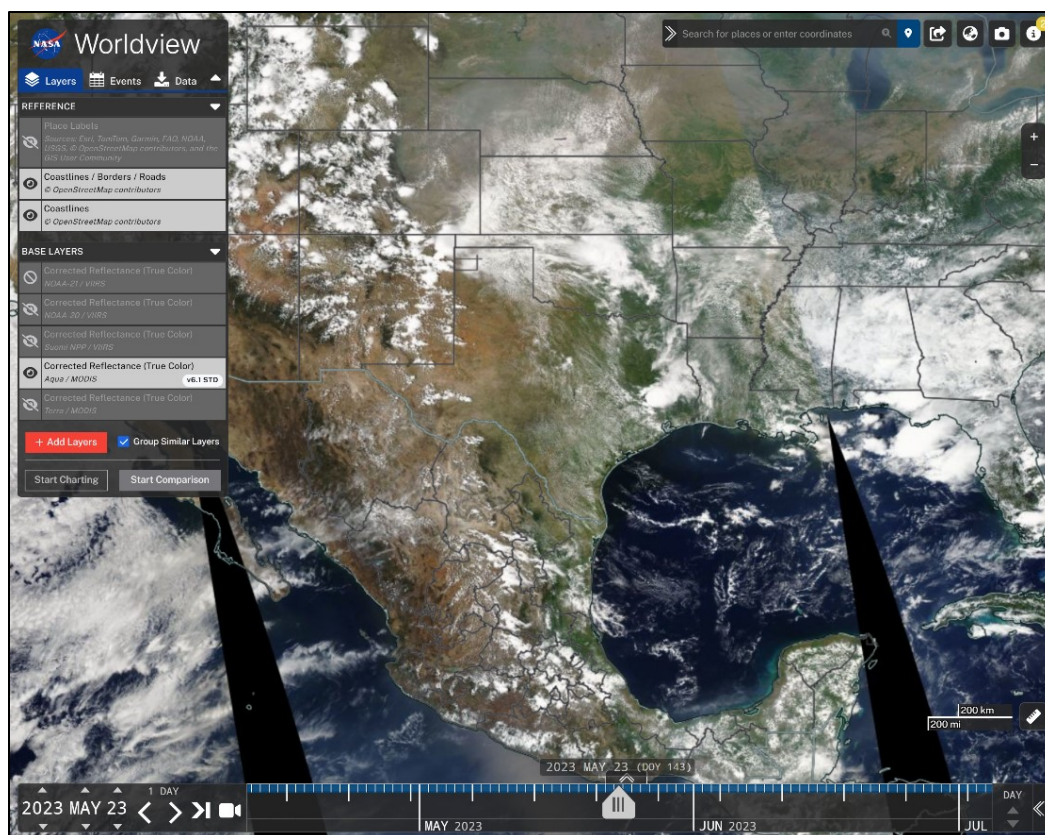 NASA
Worldview
Layers
Events
Data
REFERENCE
Place Labels
Sources: Esri, TomTom, Garmin, FAO, NOAA,
USGS, © OpenStreetMap contributors, and the
GIS User Community
Coastlines / Borders / Roads
© OpenStreetMap contributors
Coastlines
© OpenStreetMap contributors
BASE LAYERS
Corrected Reflectance (True Color)
NOAA-21 / VIIRS
Corrected Reflectance (True Color)
NOAA-20 / VIIRS
Corrected Reflectance (True Color)
Suomi NPP / VIIRS
Corrected Reflectance (True Color)
Aqua / MODIS
v6.1 STD
Corrected Reflectance (True Color)
Terra / MODIS
+ Add Layers
Group Similar Layers
Start Charting
Start Comparison
Search for places or enter coordinates
+
−
200 km
200 mi
2023 MAY 23 (DOY 143)
2023 MAY 23
1 DAY
MAY 2023
JUN 2023
JUL
DAY